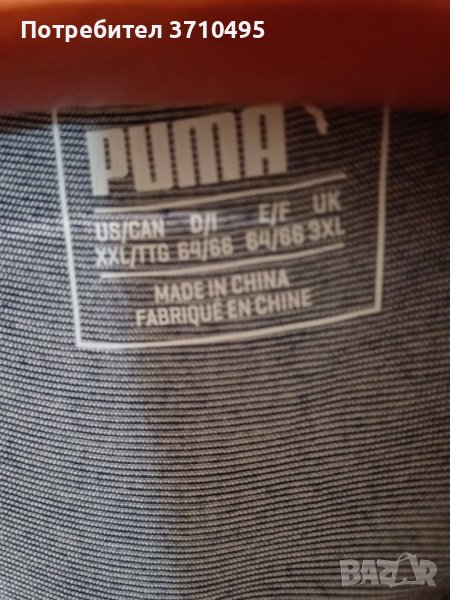 Потребител 3710495
PUMA
US/CAN D/I E/F UK
XXL/TTG 64/66 64/66 3XL
MADE IN CHINA
FABRIQUÉ EN CHINE
BAZAR